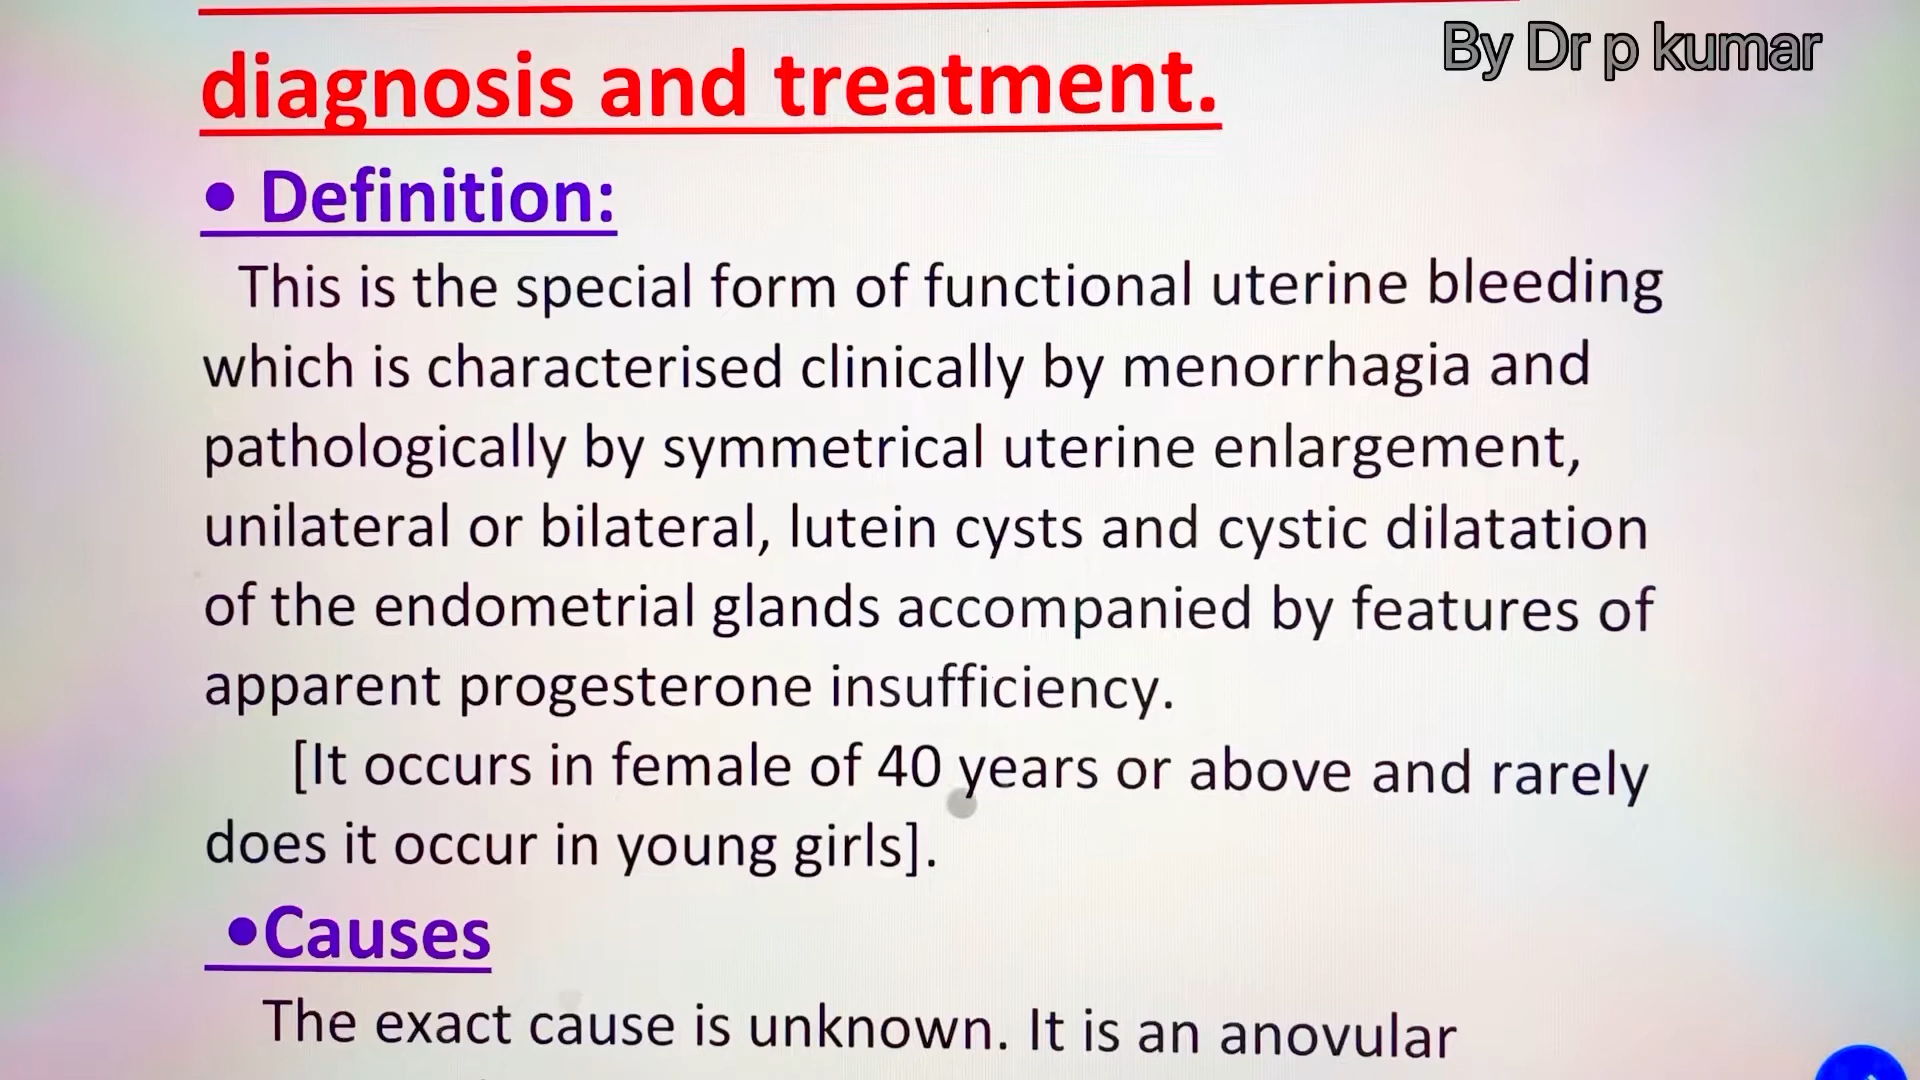 By Dr p kumar
diagnosis and treatment.
• Definition:
This is the special form of functional uterine bleeding
which is characterised clinically by menorrhagia and
pathologically by symmetrical uterine enlargement,
unilateral or bilateral, lutein cysts and cystic dilatation
of the endometrial glands accompanied by features of
apparent progesterone insufficiency.
[It occurs in female of 40 years or above and rarely
does it occur in young girls].
•Causes
The exact cause is unknown. It is an anovular